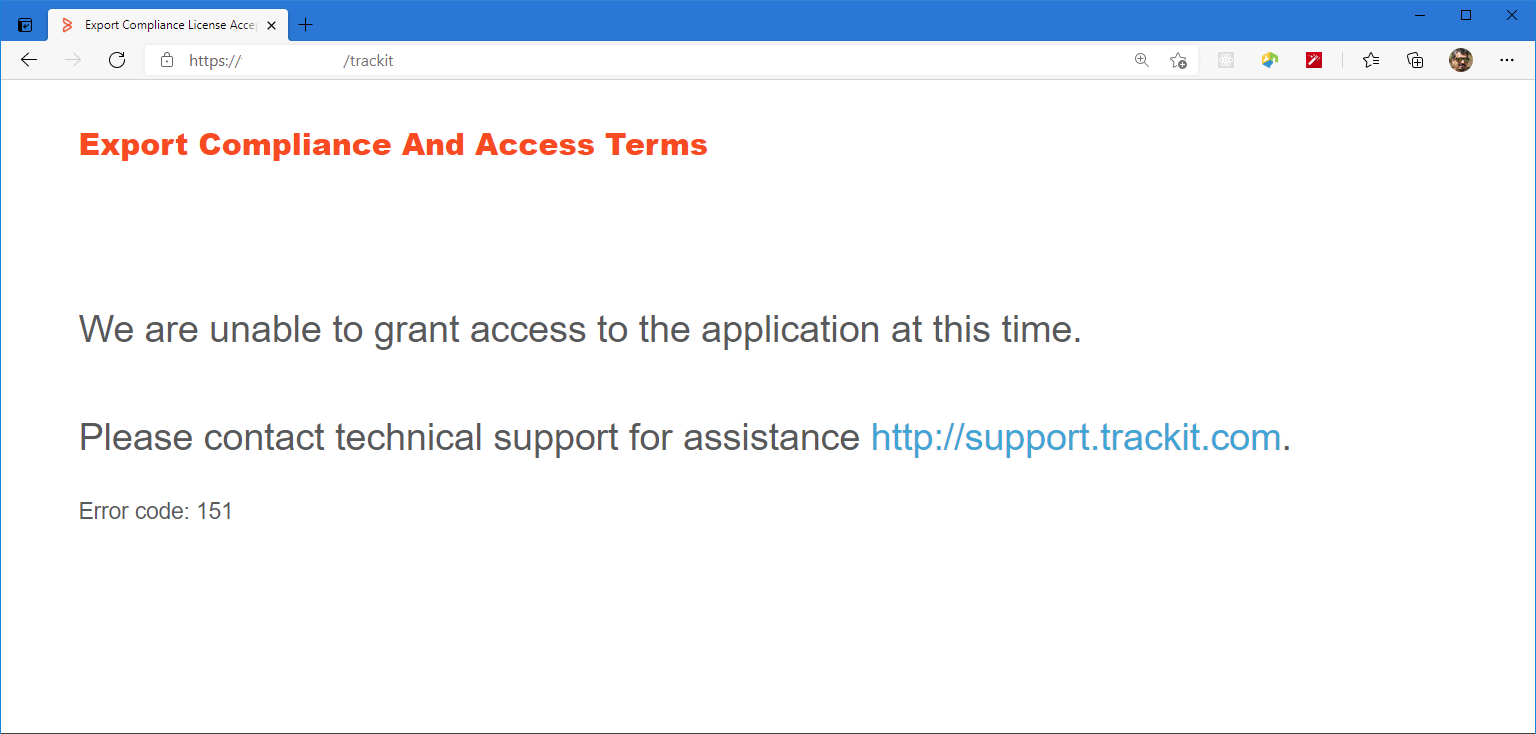 Export Compliance License Acce
https:// /trackit
Export Compliance And Access Terms
We are unable to grant access to the application at this time.
Please contact technical support for assistance http://support.trackit.com.
Error code: 151